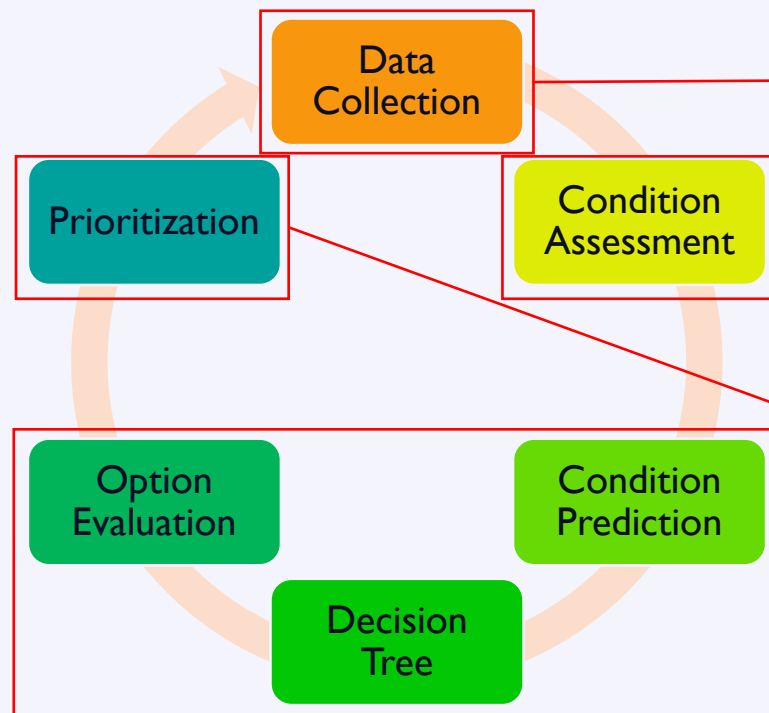 Data
Collection
Condition
Assessment
Condition
Prediction
Decision
Tree
Option
Evaluation
Prioritization